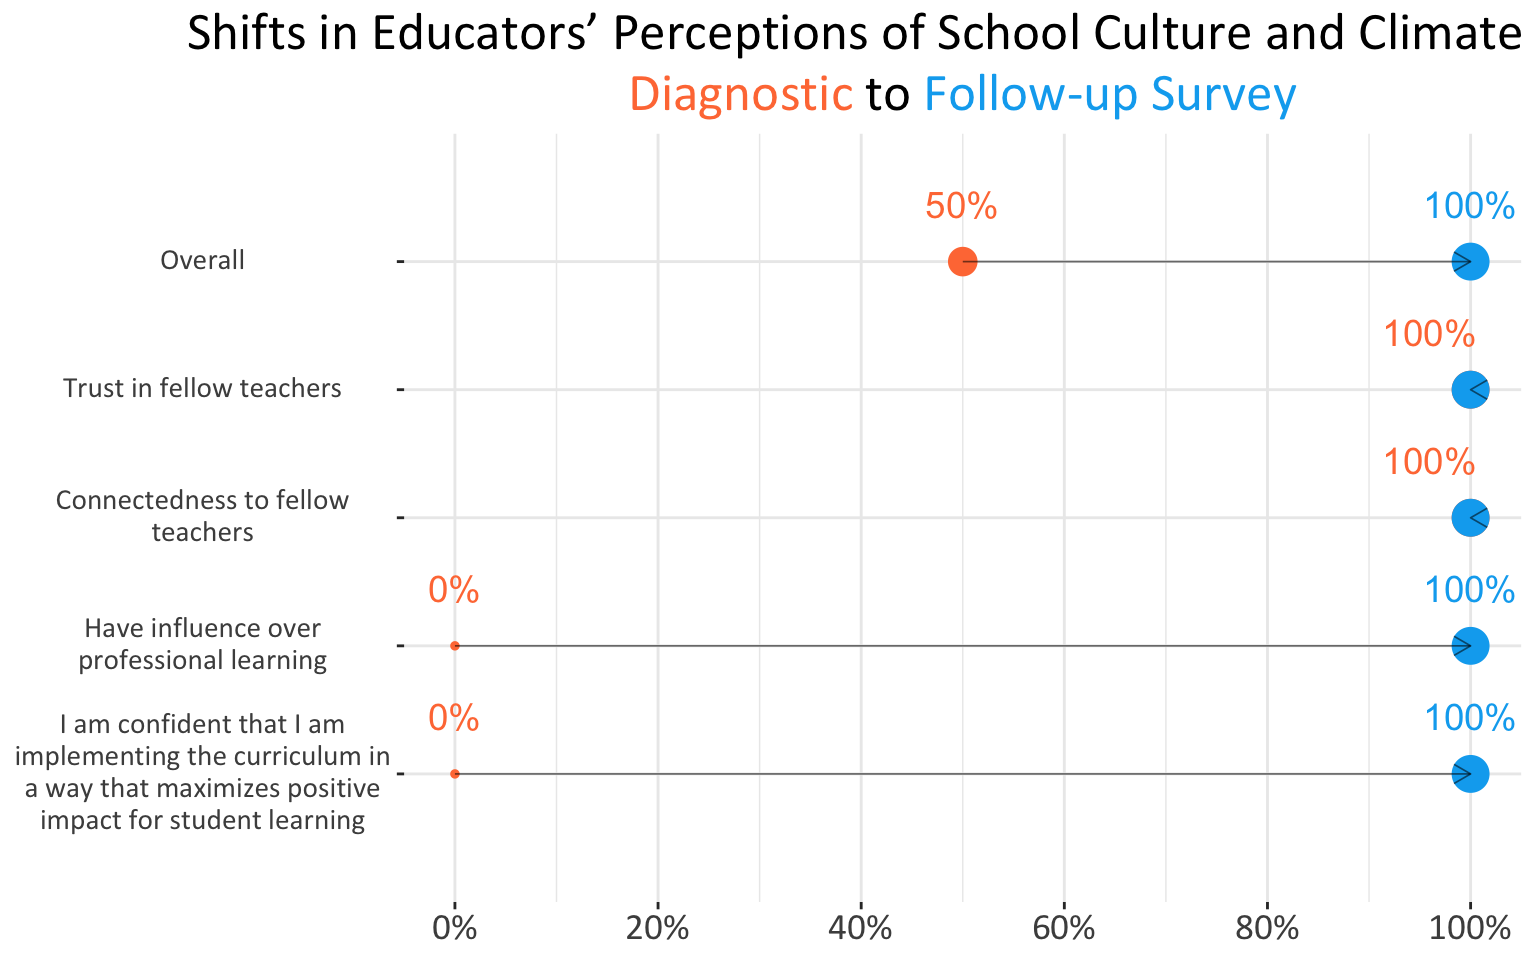 Shifts in Educators’ Perceptions of School Culture and Climate
Diagnostic to Follow-up Survey
50%
100%
Overall
100%
Trust in fellow teachers
100%
Connectedness to fellow
teachers
0%
100%
Have influence over
professional learning
0%
100%
I am confident that I am
implementing the curriculum in
a way that maximizes positive
impact for student learning
0%
20%
40%
60%
80%
100%